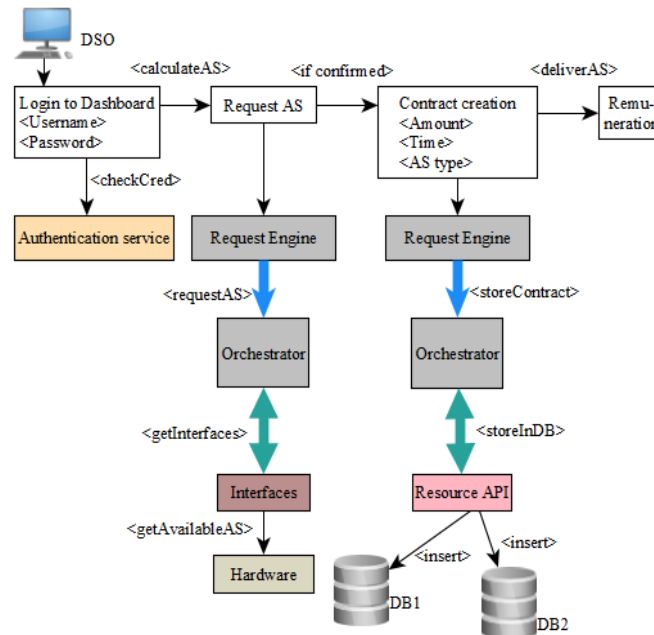 DSO
<calculateAS>
<if confirmed>
<deliverAS>
Login to Dashboard
<Username>
<Password>
Request AS
Contract creation
<Amount>
<Time>
<AS type>
Remu-
neration
<checkCred>
Authentication service
Request Engine
Request Engine
<requestAS>
<storeContract>
Orchestrator
Orchestrator
<getInterfaces>
<storeInDB>
Interfaces
Resource API
<getAvailableAS>
<insert>
<insert>
Hardware
DB1
DB2